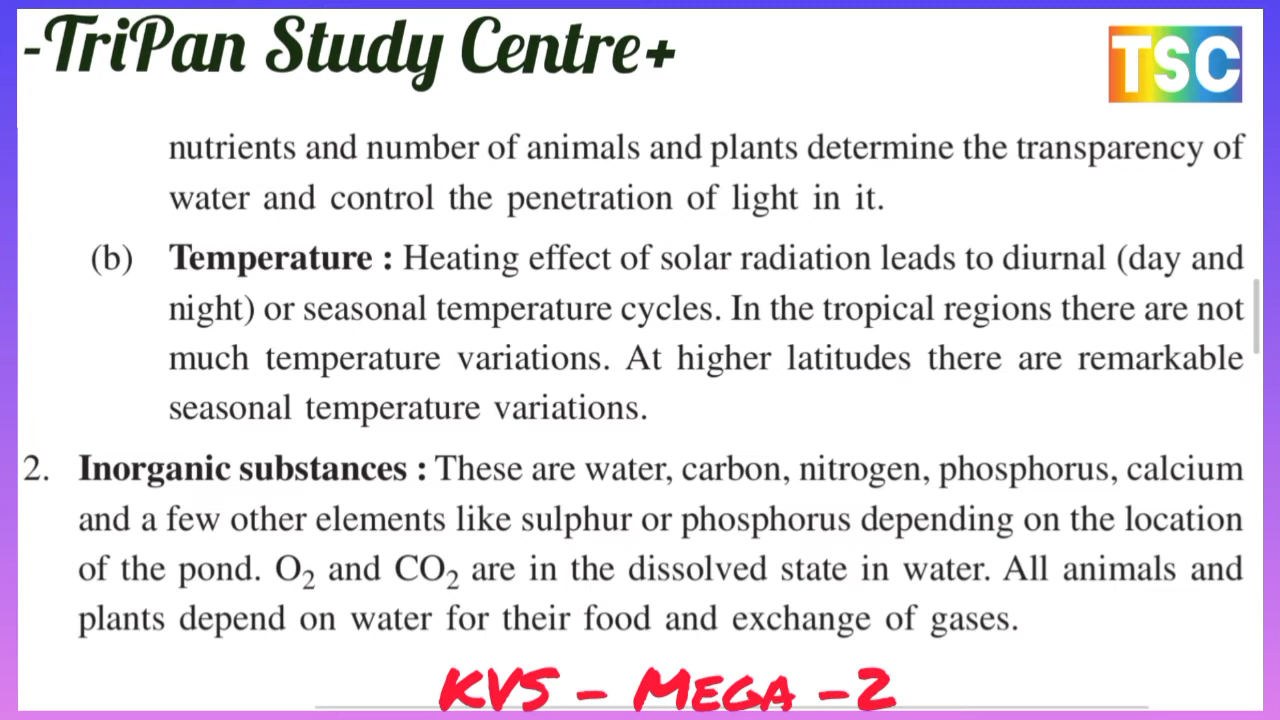 -TriPan Study Centre+
TSC
nutrients and number of animals and plants determine the transparency of
water and control the penetration of light in it.
(b) Temperature : Heating effect of solar radiation leads to diurnal (day and
night) or seasonal temperature cycles. In the tropical regions there are not
much temperature variations. At higher latitudes there are remarkable
seasonal temperature variations.
2. Inorganic substances : These are water, carbon, nitrogen, phosphorus, calcium
and a few other elements like sulphur or phosphorus depending on the location
of the pond. O₂ and CO₂ are in the dissolved state in water. All animals and
plants depend on water for their food and exchange of gases.
KVS - MEGA -2